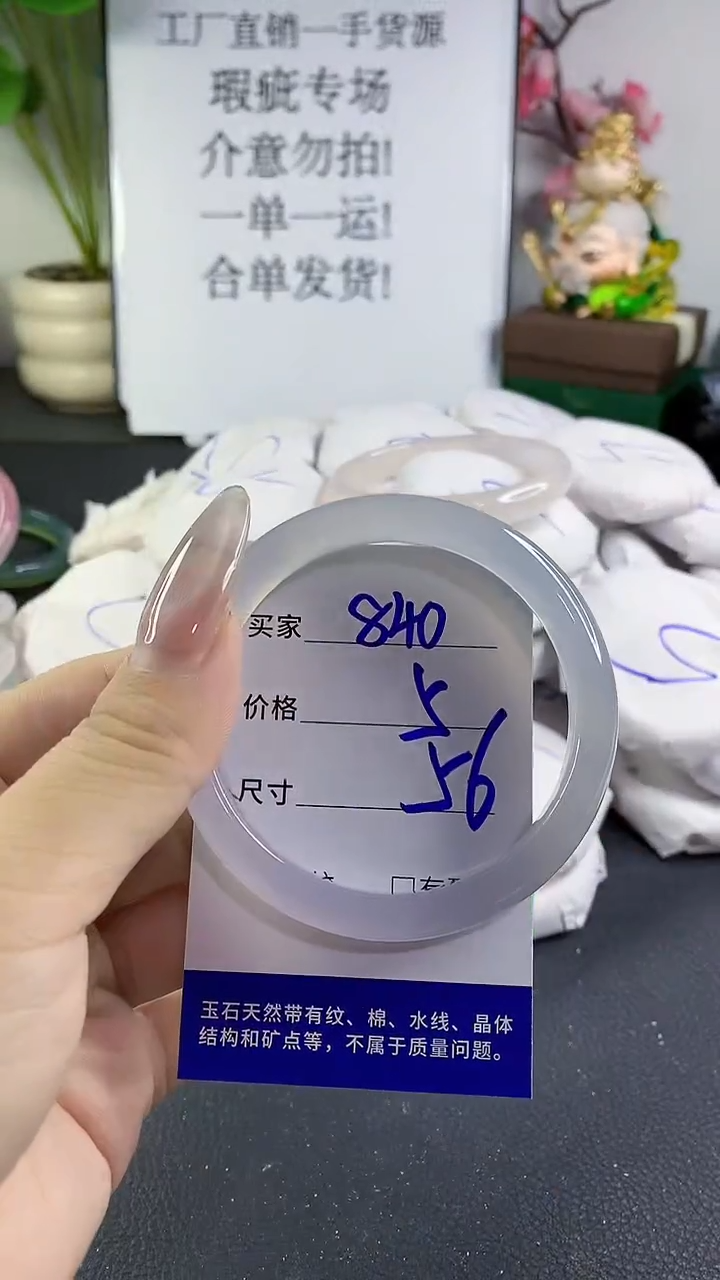 工厂直销一手货源
瑕疵专场
介意勿拍!
一单一运!
合单发货!
买家 840
价格 5
尺寸 56
玉石天然带有纹、棉、水线、晶体
结构和矿点等，不属于质量问题。